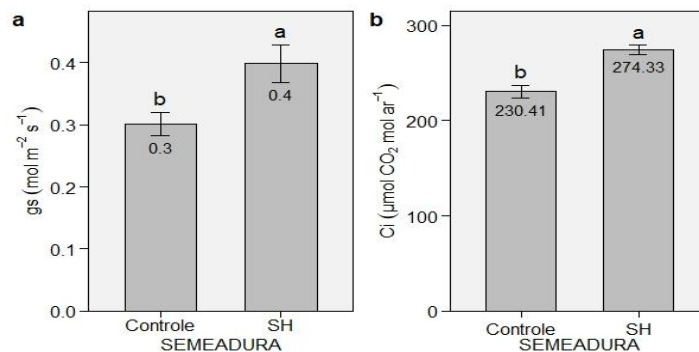 a
gs (mol m⁻² s⁻¹)
0.4
0.3
0.2
0.1
0.0
b
0.3
a
0.4
Controle SH
SEMEADURA
b
Ci (µmol CO₂ mol ar⁻¹)
300
200
100
0
b
230.41
a
274.33
Controle SH
SEMEADURA